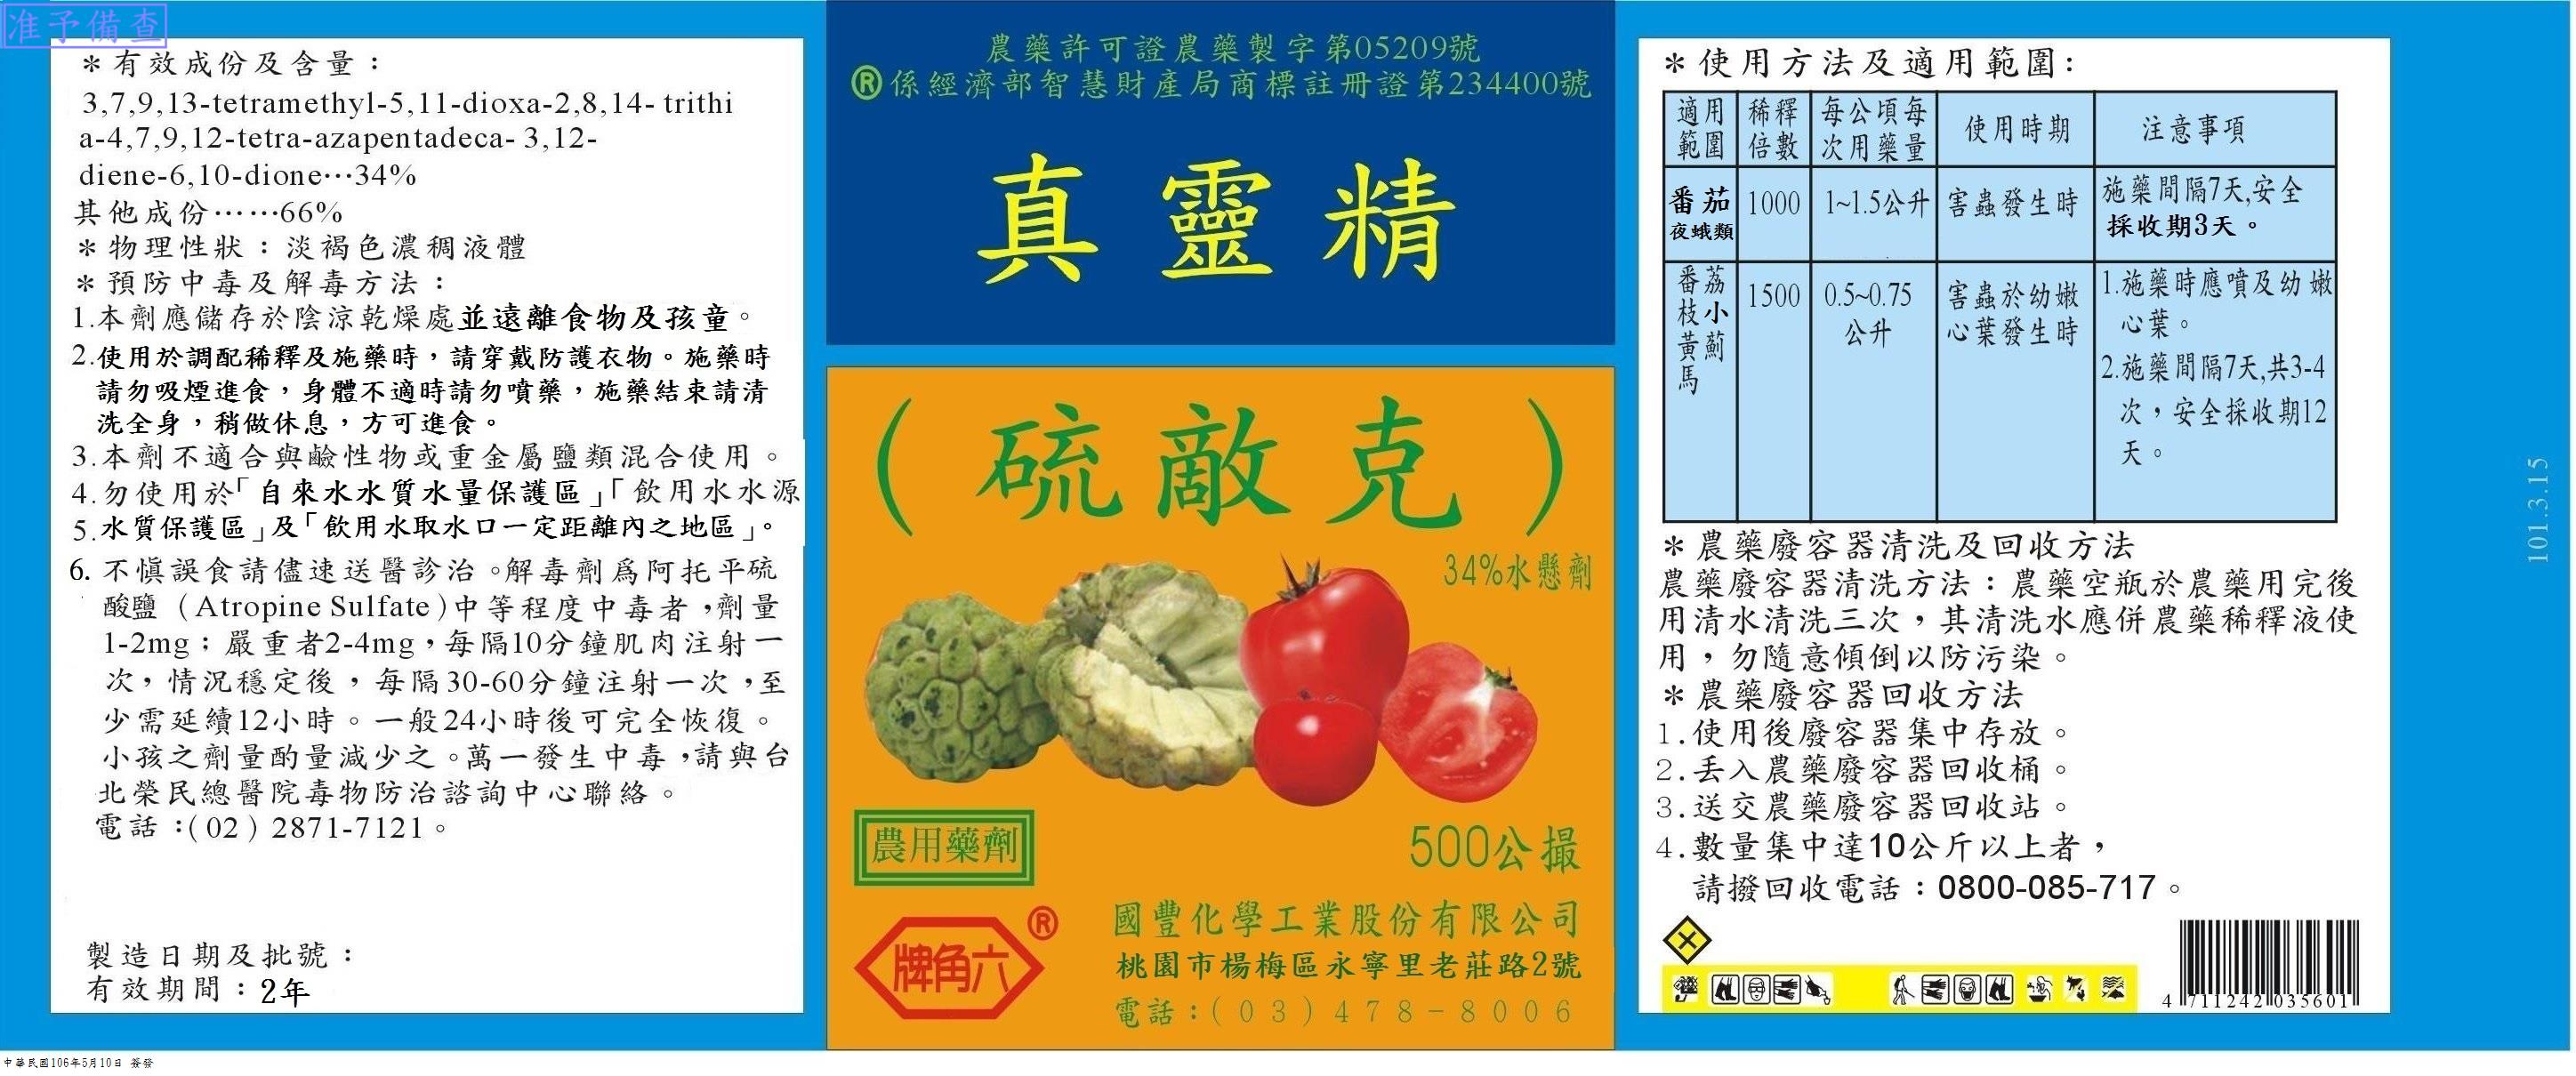 准予備查
＊有效成份及含量：
3,7,9,13-tetramethyl-5,11-dioxa-2,8,14- trithi
a-4,7,9,12-tetra-azapentadeca- 3,12-
diene-6,10-dione…34%
其他成份……66%
＊物理性狀：淡褐色濃稠液體
＊預防中毒及解毒方法：
1.本劑應儲存於陰涼乾燥處並遠離食物及孩童。
2.使用於調配稀釋及施藥時，請穿戴防護衣物。施藥時
請勿吸煙進食，身體不適時請勿噴藥，施藥結束請清
洗全身，稍做休息，方可進食。
3.本劑不適合與鹼性物或重金屬鹽類混合使用。
4.勿使用於「自來水水質水量保護區」「飲用水水源
5.水質保護區」及「飲用水取水口一定距離內之地區」。
6.不慎誤食請儘速送醫診治。解毒劑為阿托平硫
酸鹽（Atropine Sulfate)中等程度中毒者，劑量
1-2mg；嚴重者2-4mg，每隔10分鐘肌肉注射一
次，情況穩定後，每隔30-60分鐘注射一次，至
少需延續12小時。一般24小時後可完全恢復。
小孩之劑量酌量減少之。萬一發生中毒，請與台
北榮民總醫院毒物防治諮詢中心聯絡。
電話：(02) 2871-7121。
製造日期及批號：
有效期間：2年
農藥許可證農藥製字第05209號
®係經濟部智慧財產局商標註冊證第234400號
真靈精
(硫敵克)
34%水懸劑
農用藥劑
500公撮
牌角六®
國豐化學工業股份有限公司
桃園市楊梅區永寧里老莊路2號
電話：(03)478-8006
＊使用方法及適用範圍:
適用範圍 稀釋倍數 每公頃每次用藥量 使用時期 注意事項
番茄夜蛾類 1000 1~1.5公升 害蟲發生時 施藥間隔7天,安全採收期3天。
番荔枝小黃薊馬 1500 0.5~0.75公升 害蟲於幼嫩心葉發生時 1.施藥時應噴及幼嫩心葉。
2.施藥間隔7天,共3-4
次，安全採收期12
天。
＊農藥廢容器清洗及回收方法
農藥廢容器清洗方法：農藥空瓶於農藥用完後
用清水清洗三次，其清洗水應併農藥稀釋液使
用，勿隨意傾倒以防污染。
＊農藥廢容器回收方法
1.使用後廢容器集中存放。
2.丟入農藥廢容器回收桶。
3.送交農藥廢容器回收站。
4.數量集中達10公斤以上者，
請撥回收電話：0800-085-717。
4 711242 035601
101.3.15
中華民國106年5月10日 簽發